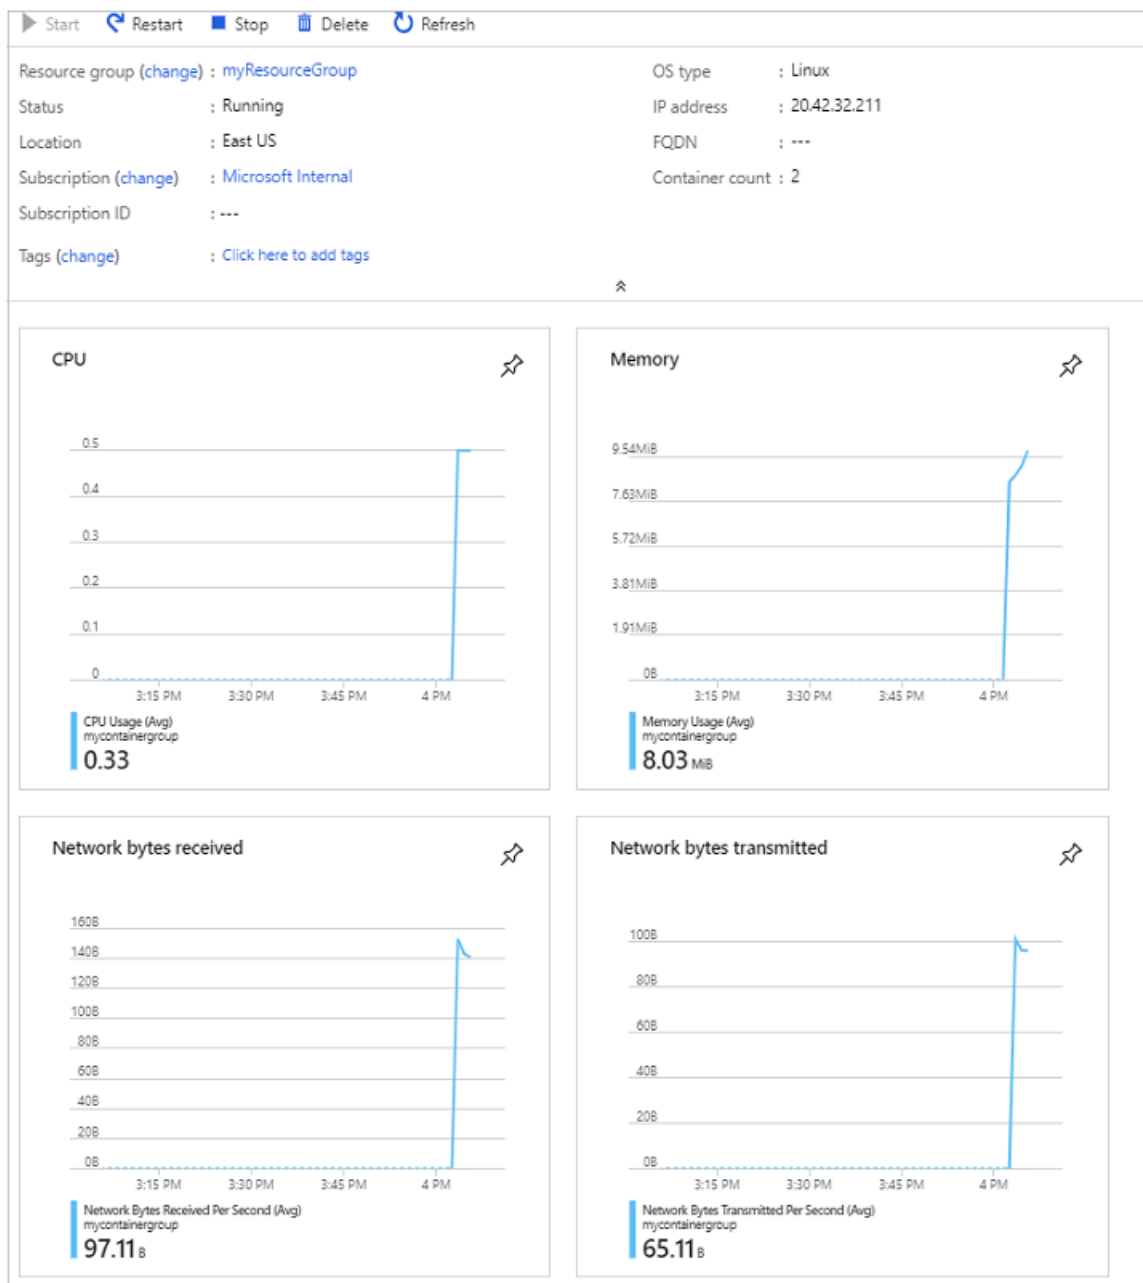 Start Restart Stop Delete Refresh
Resource group (change) : myResourceGroup
Status : Running
Location : East US
Subscription (change) : Microsoft Internal
Subscription ID : ---
Tags (change) : Click here to add tags
OS type : Linux
IP address : 20.42.32.211
FQDN : ---
Container count : 2
CPU
0.5
0.4
0.3
0.2
0.1
0
3:15 PM 3:30 PM 3:45 PM 4 PM
CPU Usage (Avg)
mycontainergroup
0.33
Memory
9.54MiB
7.63MiB
5.72MiB
3.81MiB
1.91MiB
0B
3:15 PM 3:30 PM 3:45 PM 4 PM
Memory Usage (Avg)
mycontainergroup
8.03 MiB
Network bytes received
160B
140B
120B
100B
80B
60B
40B
20B
0B
3:15 PM 3:30 PM 3:45 PM 4 PM
Network Bytes Received Per Second (Avg)
mycontainergroup
97.11 B
Network bytes transmitted
100B
80B
60B
40B
20B
0B
3:15 PM 3:30 PM 3:45 PM 4 PM
Network Bytes Transmitted Per Second (Avg)
mycontainergroup
65.11 B